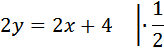 2y = 2x + 4 |· 1/2